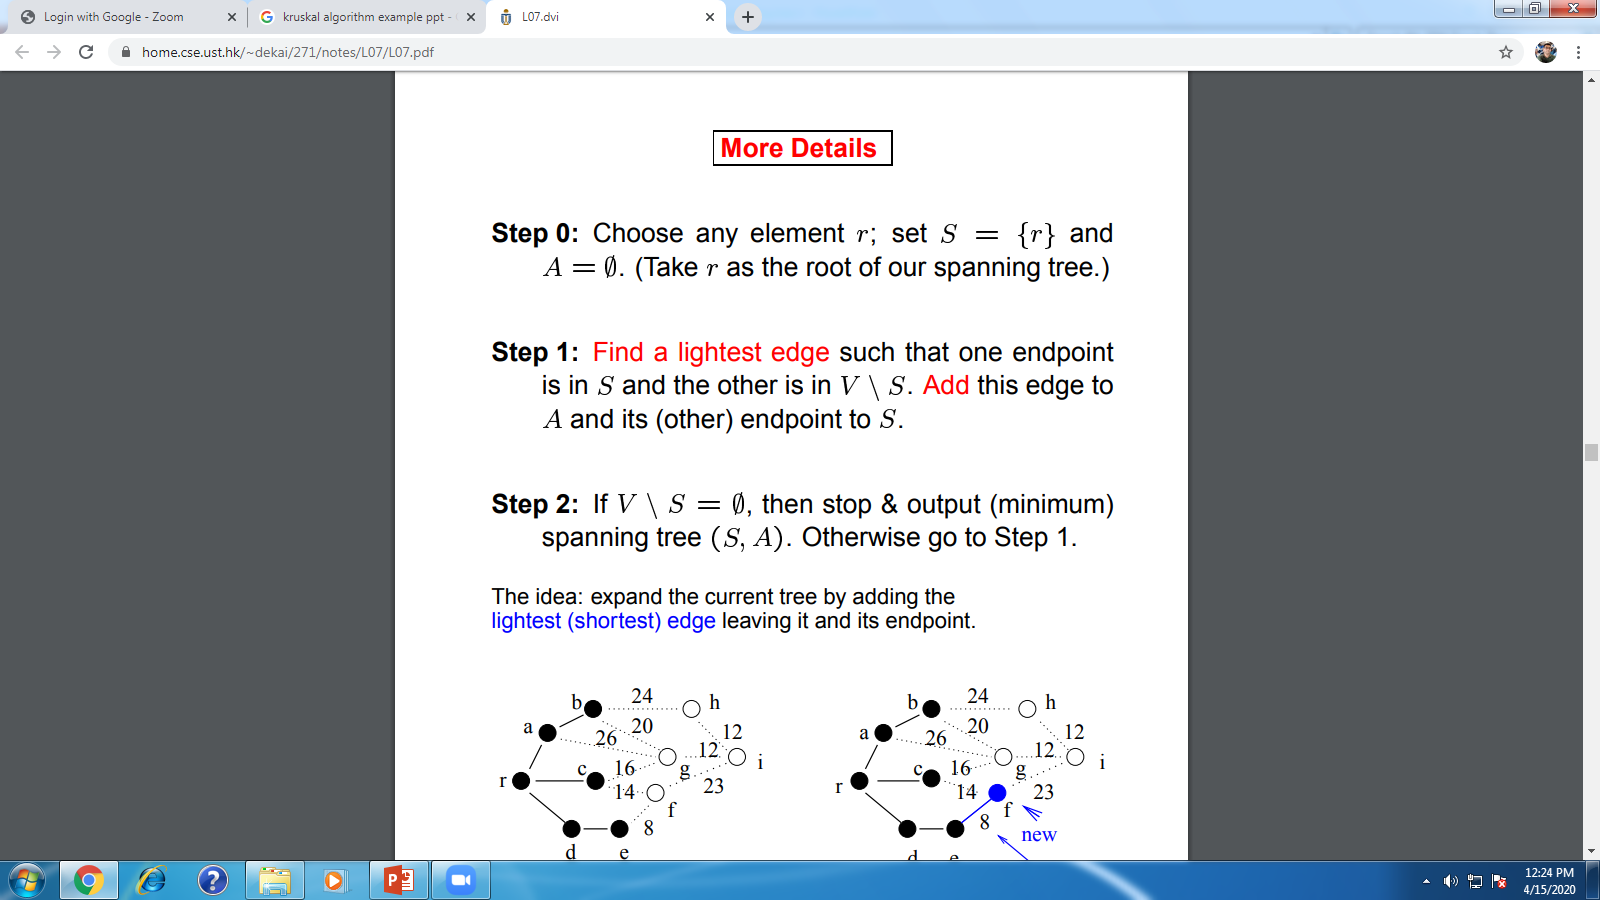 Login with Google - Zoom
kruskal algorithm example ppt -
L07.dvi
home.cse.ust.hk/~dekai/271/notes/L07/L07.pdf
More Details
Step 0: Choose any element r; set S = {r} and
A = ∅. (Take r as the root of our spanning tree.)
Step 1: Find a lightest edge such that one endpoint
is in S and the other is in V \ S. Add this edge to
A and its (other) endpoint to S.
Step 2: If V \ S = ∅, then stop & output (minimum)
spanning tree (S, A). Otherwise go to Step 1.
The idea: expand the current tree by adding the
lightest (shortest) edge leaving it and its endpoint.
b 24 h
a 26 20 12
12
c 16 g i
r 14 23
f
8
d e
b 24 h
a 26 20 12
12
c 16 g i
r 14 23
f
8 new
d e
12:24 PM
4/15/2020